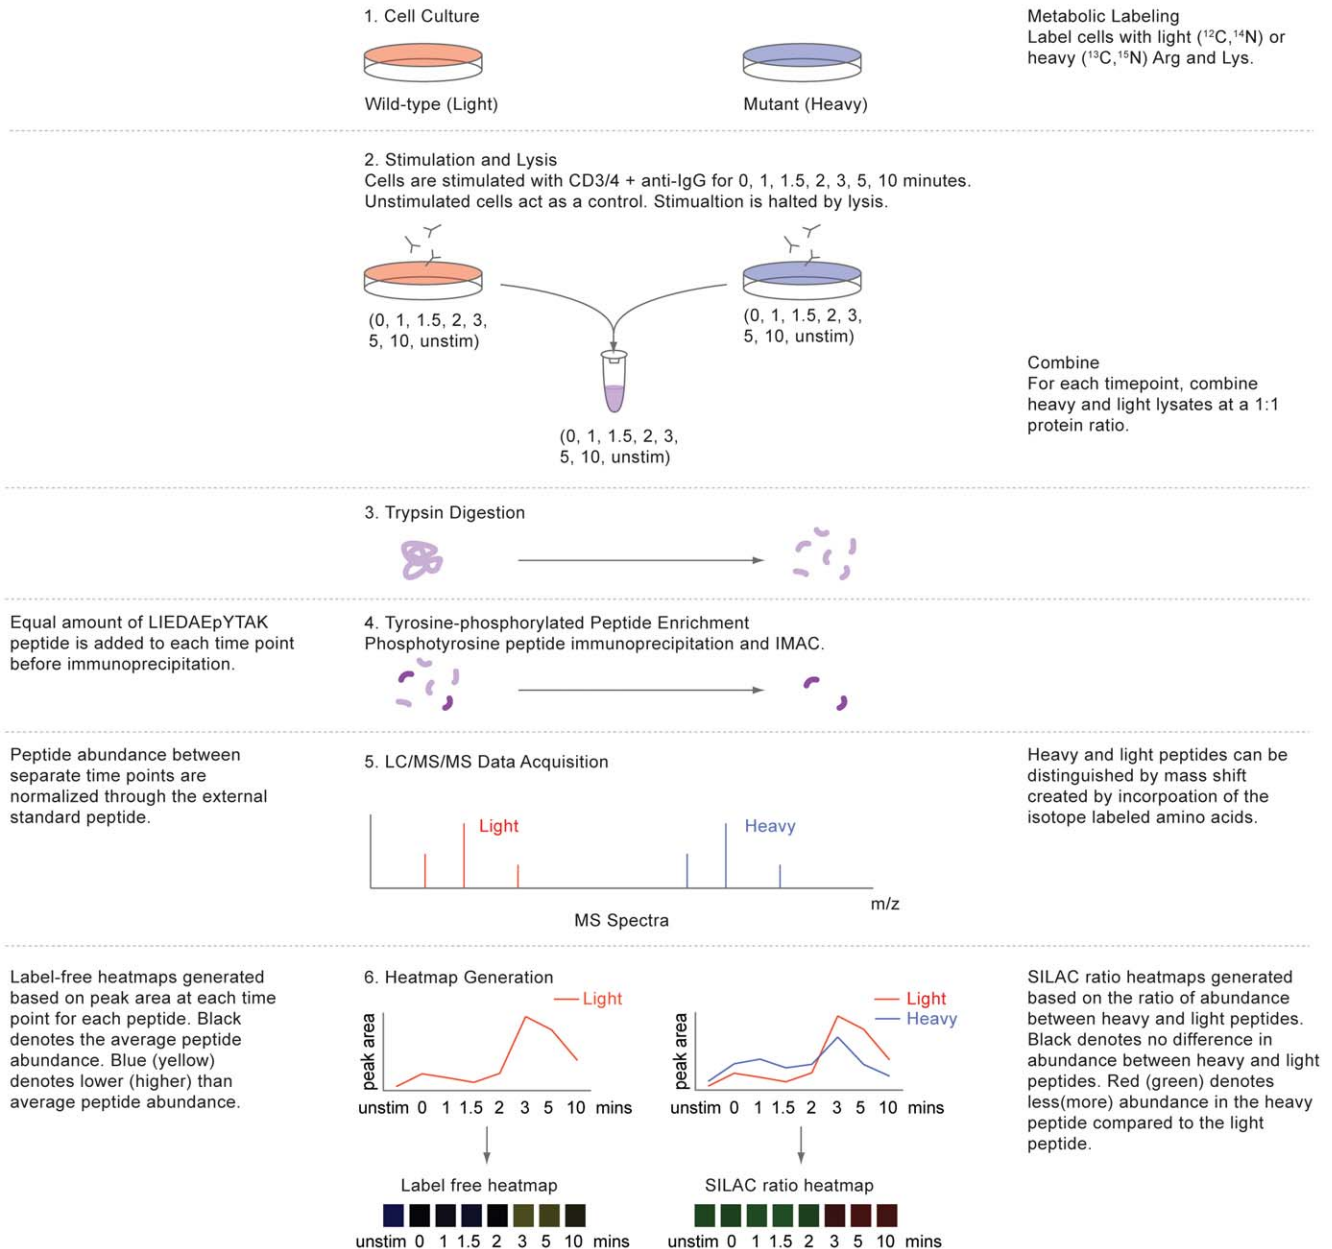 1. Cell Culture
Wild-type (Light)
Mutant (Heavy)
Metabolic Labeling
Label cells with light (¹²C,¹⁴N) or
heavy (¹³C,¹⁵N) Arg and Lys.
2. Stimulation and Lysis
Cells are stimulated with CD3/4 + anti-IgG for 0, 1, 1.5, 2, 3, 5, 10 minutes.
Unstimulated cells act as a control. Stimualtion is halted by lysis.
(0, 1, 1.5, 2, 3,
5, 10, unstim)
(0, 1, 1.5, 2, 3,
5, 10, unstim)
(0, 1, 1.5, 2, 3,
5, 10, unstim)
Combine
For each timepoint, combine
heavy and light lysates at a 1:1
protein ratio.
3. Trypsin Digestion
Equal amount of LIEDAEpYTAK
peptide is added to each time point
before immunoprecipitation.
4. Tyrosine-phosphorylated Peptide Enrichment
Phosphotyrosine peptide immunoprecipitation and IMAC.
Peptide abundance between
separate time points are
normalized through the external
standard peptide.
5. LC/MS/MS Data Acquisition
Light
Heavy
m/z
MS Spectra
Heavy and light peptides can be
distinguished by mass shift
created by incorpoation of the
isotope labeled amino acids.
Label-free heatmaps generated
based on peak area at each time
point for each peptide. Black
denotes the average peptide
abundance. Blue (yellow)
denotes lower (higher) than
average peptide abundance.
6. Heatmap Generation
Light
peak area
unstim 0 1 1.5 2 3 5 10 mins
Label free heatmap
unstim 0 1 1.5 2 3 5 10 mins
Light
Heavy
peak area
unstim 0 1 1.5 2 3 5 10 mins
SILAC ratio heatmap
unstim 0 1 1.5 2 3 5 10 mins
SILAC ratio heatmaps generated
based on the ratio of abundance
between heavy and light peptides.
Black denotes no difference in
abundance between heavy and light
peptides. Red (green) denotes
less(more) abundance in the heavy
peptide compared to the light
peptide.